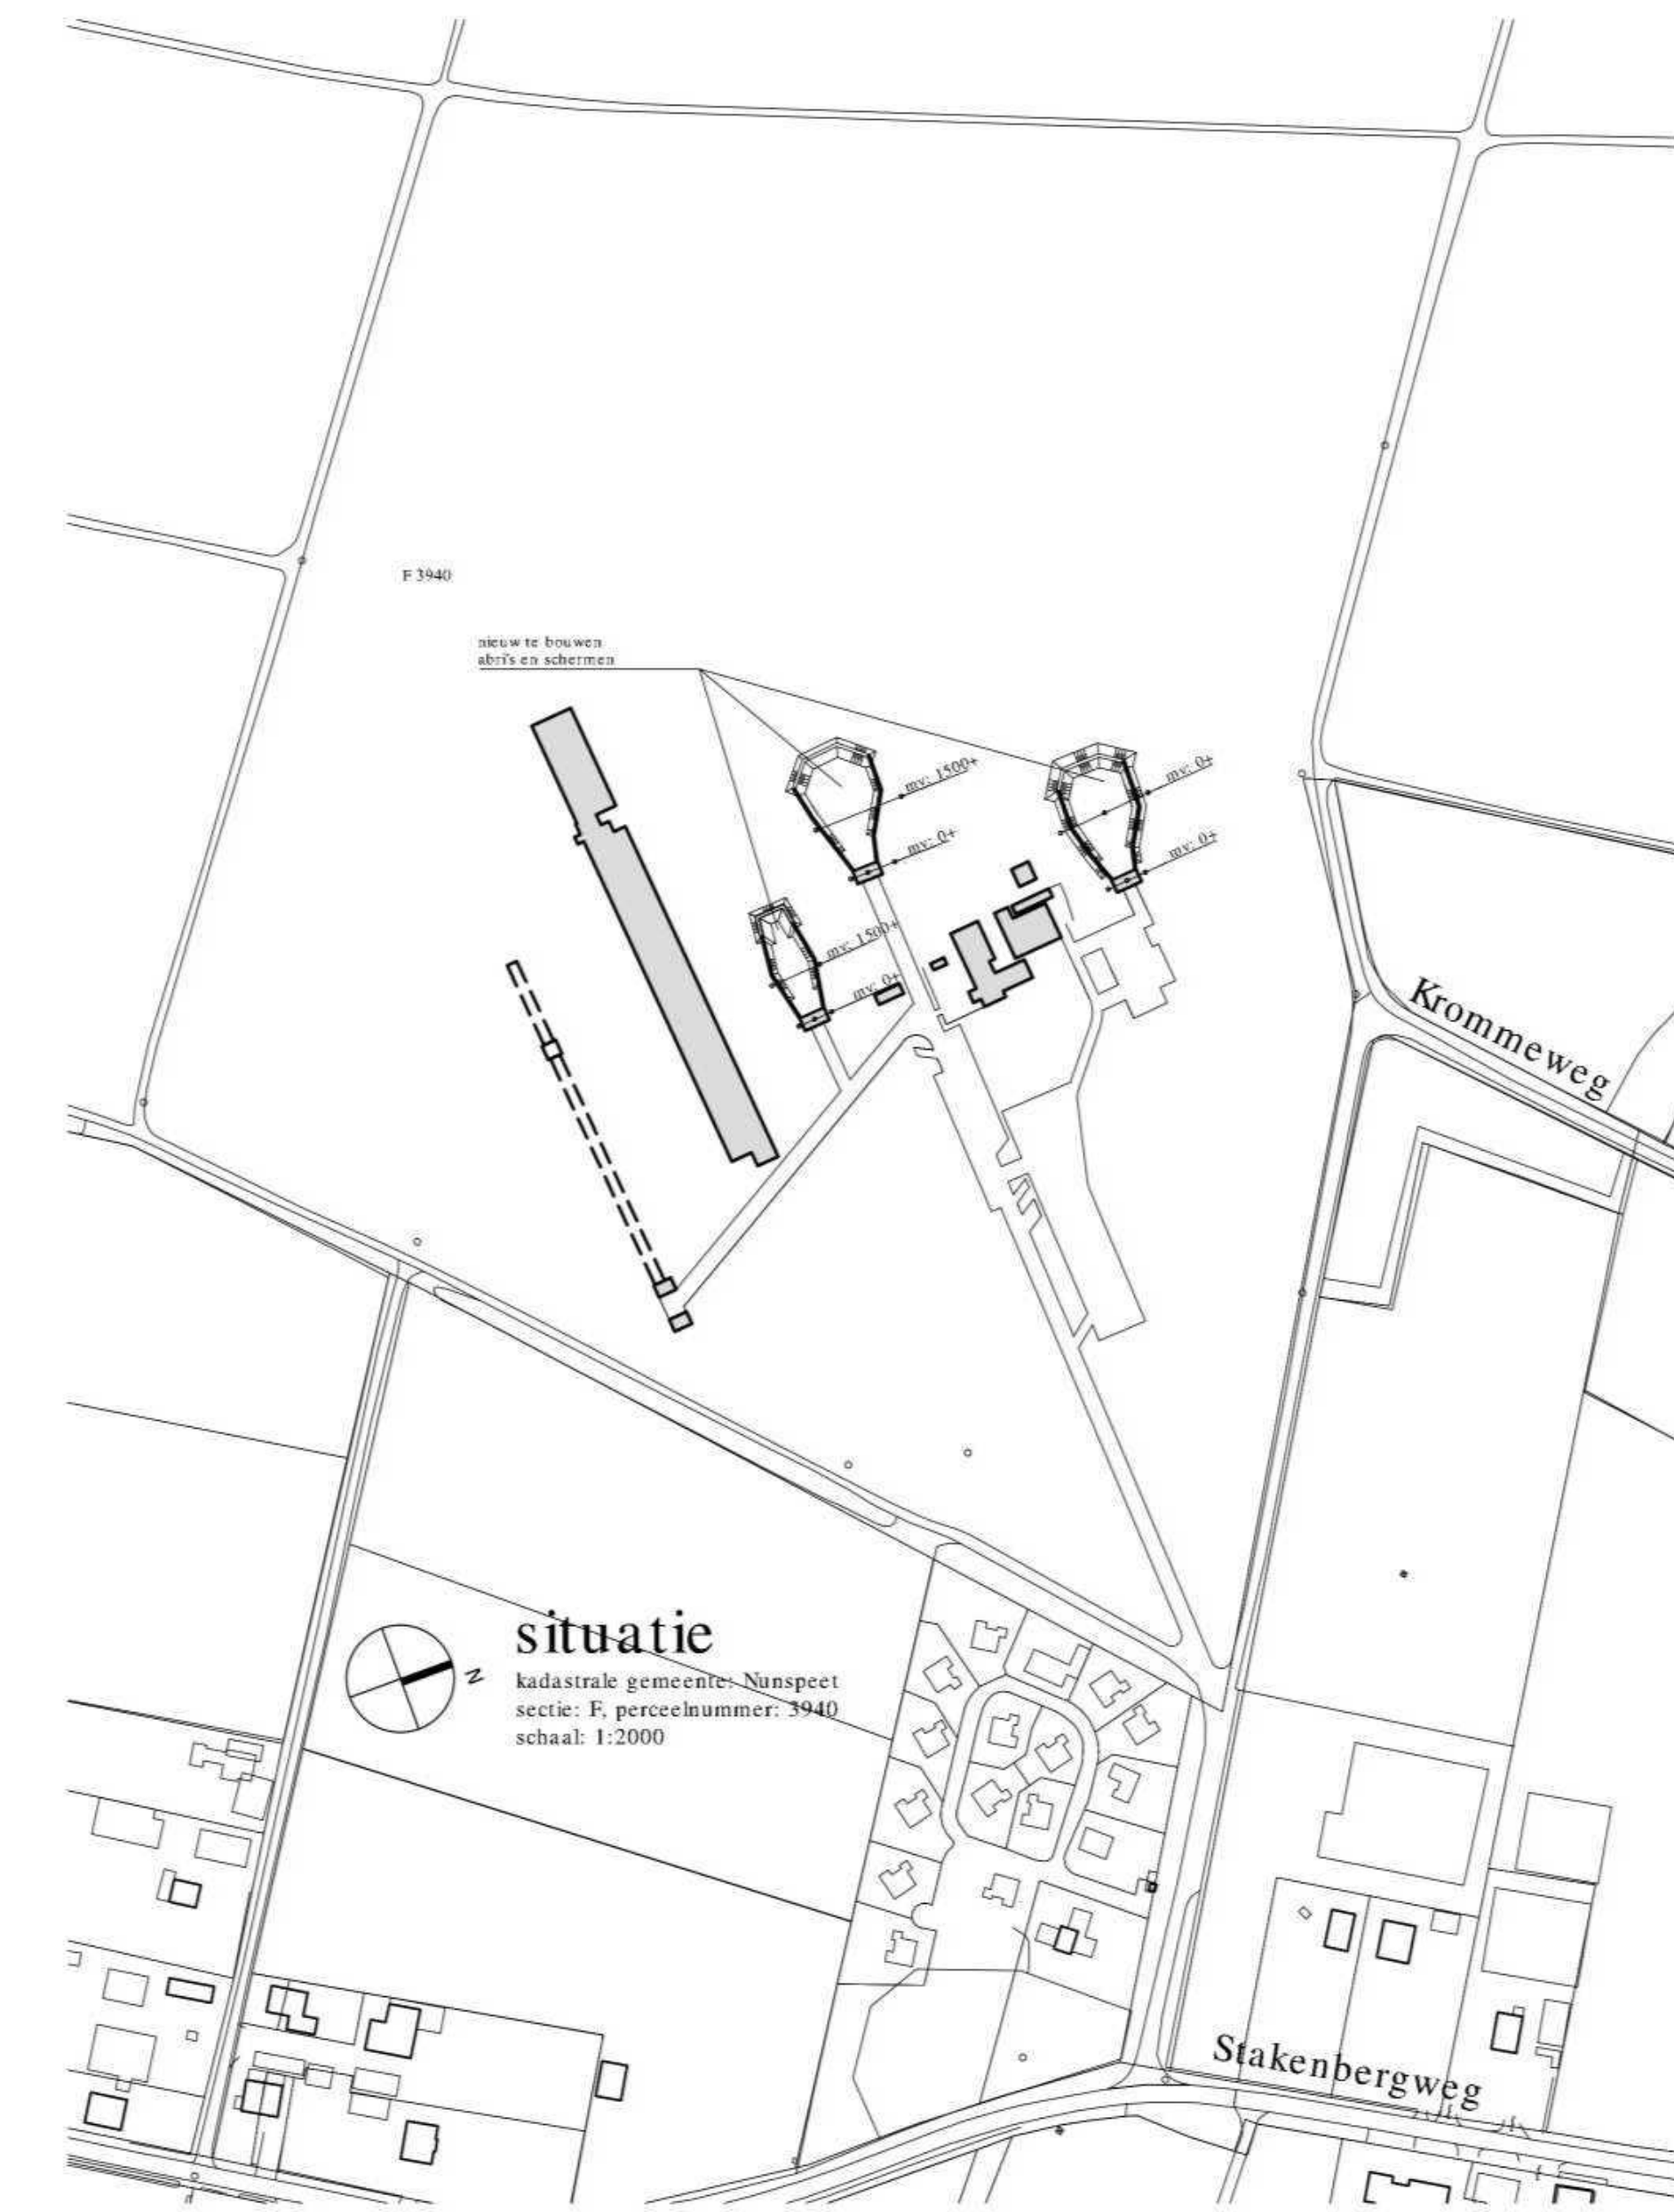 F 3940
nieuw te bouwen
abri's en schermen
mv: 1500+
mv: 0+
mv: 0+
mv: 0+
mv: 1500+
mv: 0+
Krommeweg
situatie
N
kadastrale gemeente: Nunspeet
sectie: F, perceelnummer: 3940
schaal: 1:2000
Stakenbergweg